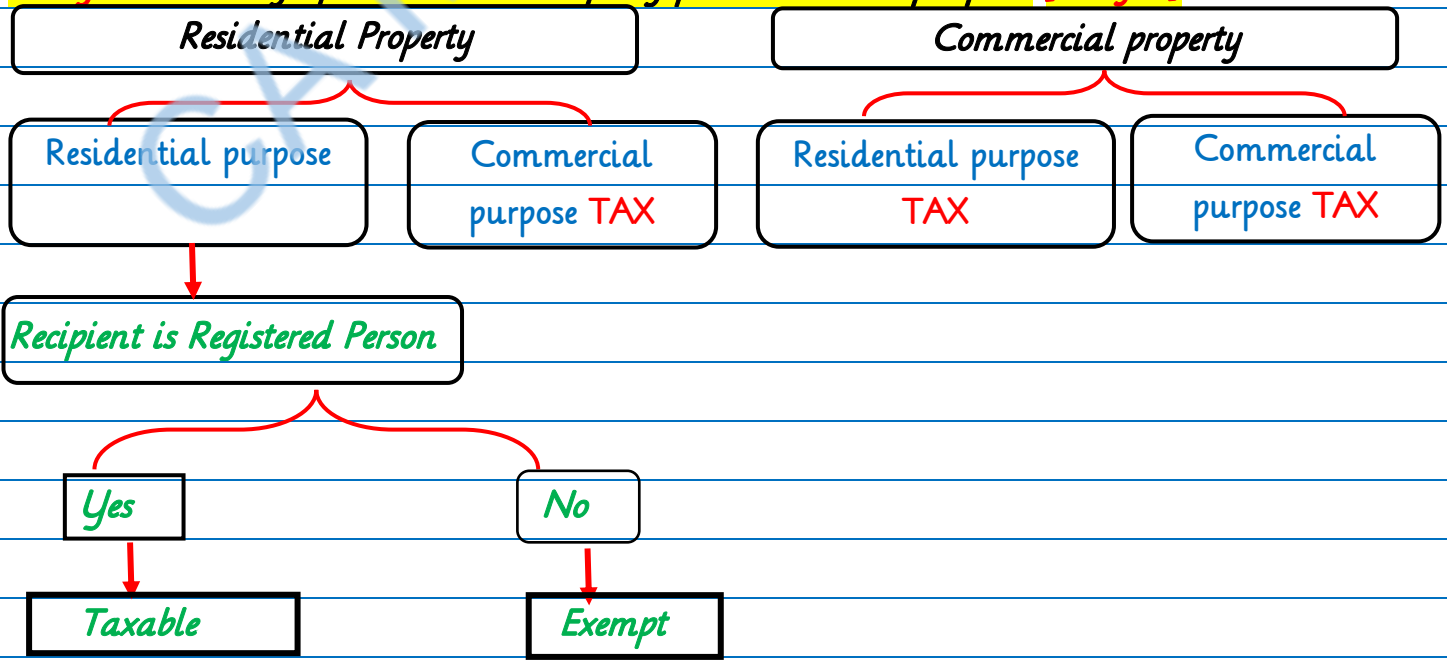 Residential Property
Commercial property
Residential purpose
Commercial
purpose TAX
Residential purpose
TAX
Commercial
purpose TAX
Recipient is Registered Person
Yes
No
Taxable
Exempt
CA